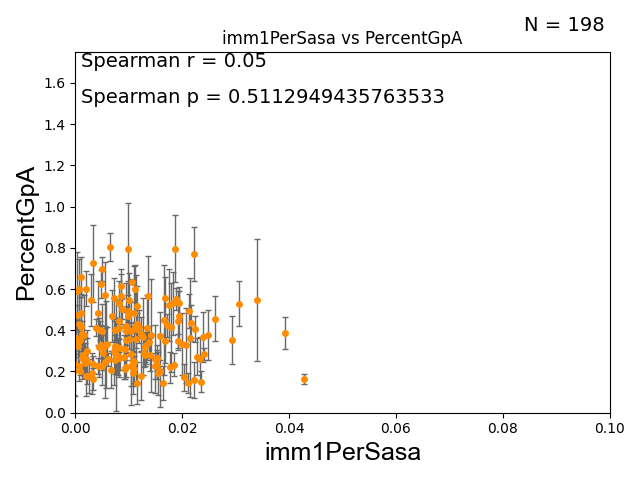 N = 198
imm1PerSasa vs PercentGpA
Spearman r = 0.05
Spearman p = 0.5112949435763533
PercentGpA
1.6
1.4
1.2
1.0
0.8
0.6
0.4
0.2
0.0
0.00 0.02 0.04 0.06 0.08 0.10
imm1PerSasa